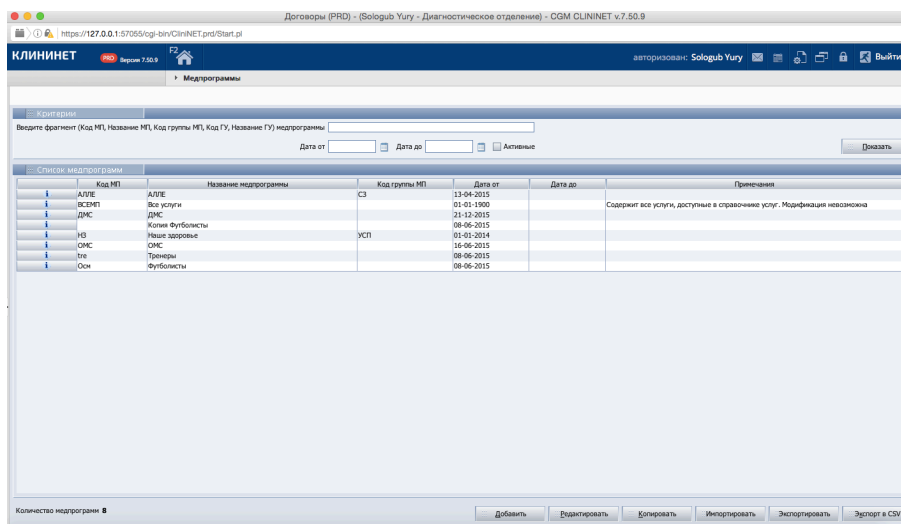 Договоры (PRD) - (Sologub Yury - Диагностическое отделение) - CGM CLININET v.7.50.9
https://127.0.0.1:57055/cgi-bin/CliniNET.prd/Start.pl
КЛИНИНЕТ PRD Версия 7.50.9 F2 авторизован: Sologub Yury Выйти
Медпрограммы
Критерии
Введите фрагмент (Код МП, Название МП, Код группы МП, Код ГУ, Название ГУ) медпрограммы
Дата от Дата до Активные Показать
Список медпрограмм
Код МП Название медпрограммы Код группы МП Дата от Дата до Примечания
АЛЛЕ АЛЛЕ СЗ 13-04-2015
ВСЕМП Все услуги 01-01-1900 Содержит все услуги, доступные в справочнике услуг. Модификация невозможна
ДМС ДМС 21-12-2015
Копия Футболисты 08-06-2015
НЗ Наше здоровье УСП 01-01-2014
ОМС ОМС 16-06-2015
tre Тренеры 08-06-2015
Осн Футболисты 08-06-2015
Количество медпрограмм 8 Добавить Редактировать Копировать Импортировать Экспортировать Экспорт в CSV